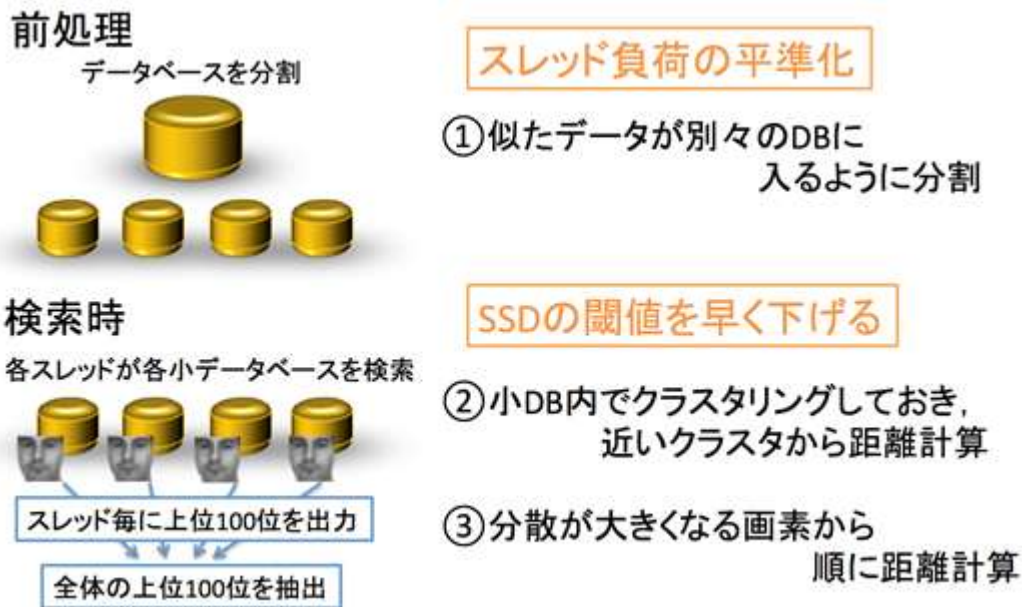 前処理
データベースを分割
スレッド負荷の平準化
①似たデータが別々のDBに
入るように分割
検索時
各スレッドが各小データベースを検索
スレッド毎に上位100位を出力
全体の上位100位を抽出
SSDの閾値を早く下げる
②小DB内でクラスタリングしておき,
近いクラスタから距離計算
③分散が大きくなる画素から
順に距離計算